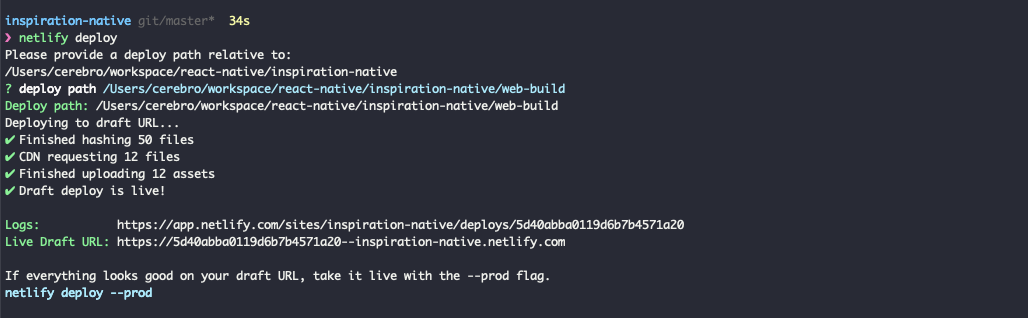 inspiration-native git/master* 34s
❯ netlify deploy
Please provide a deploy path relative to:
/Users/cerebro/workspace/react-native/inspiration-native
? deploy path /Users/cerebro/workspace/react-native/inspiration-native/web-build
Deploy path: /Users/cerebro/workspace/react-native/inspiration-native/web-build
Deploying to draft URL...
✔ Finished hashing 50 files
✔ CDN requesting 12 files
✔ Finished uploading 12 assets
✔ Draft deploy is live!
Logs: https://app.netlify.com/sites/inspiration-native/deploys/5d40abba0119d6b7b4571a20
Live Draft URL: https://5d40abba0119d6b7b4571a20--inspiration-native.netlify.com
If everything looks good on your draft URL, take it live with the --prod flag.
netlify deploy --prod